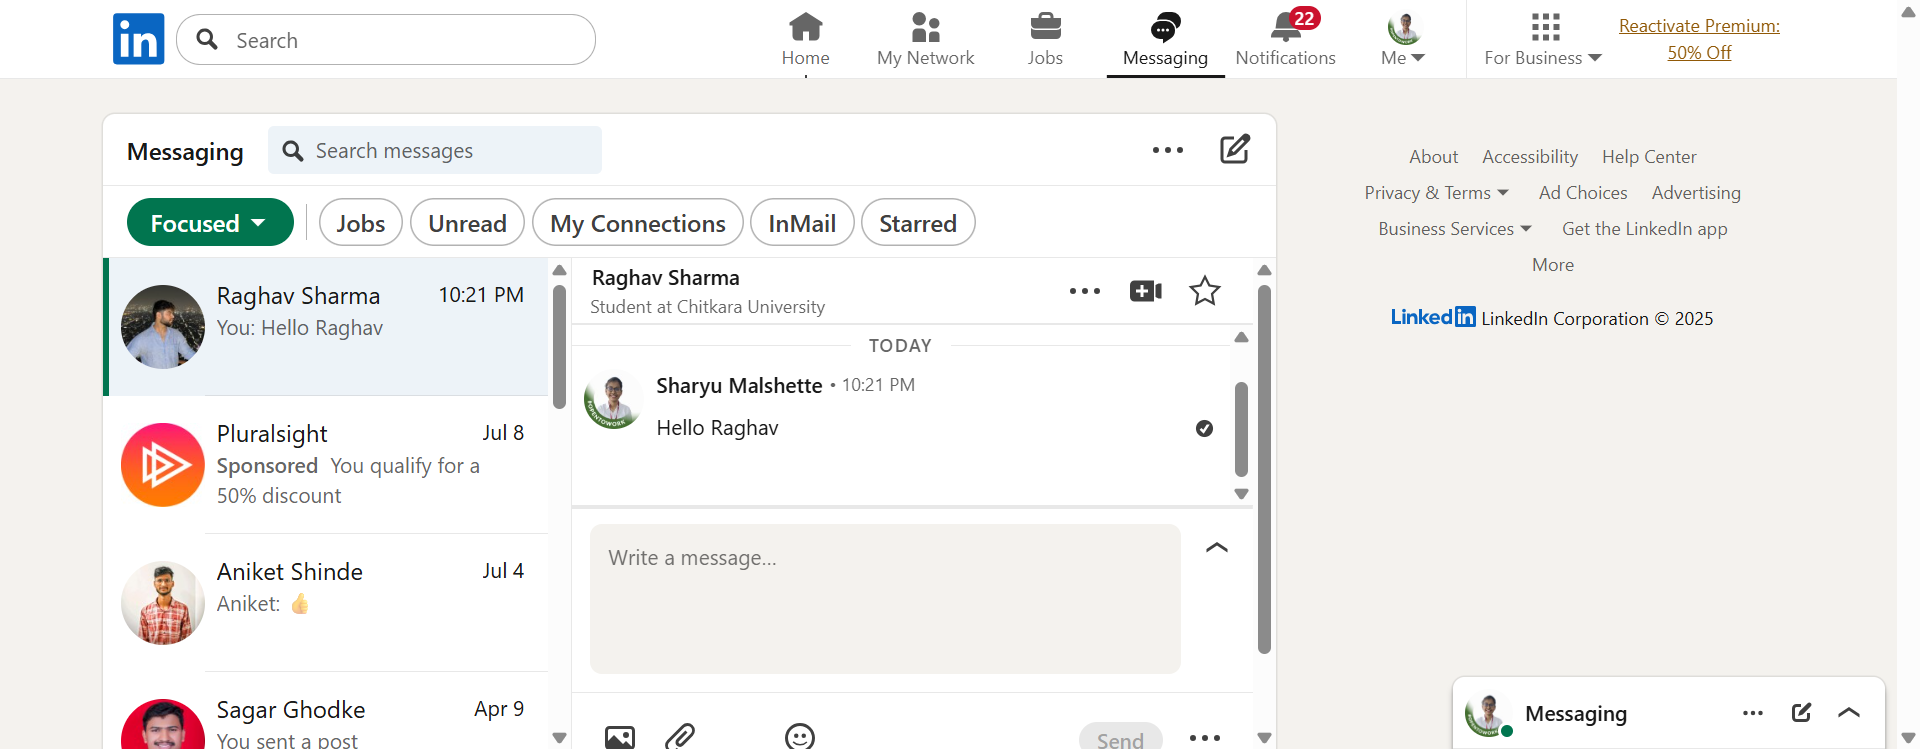 in
Search
Home
My Network
Jobs
Messaging
22
Notifications
Me
For Business
Reactivate Premium:
50% Off
Messaging
Search messages
Focused
Jobs
Unread
My Connections
InMail
Starred
Raghav Sharma
10:21 PM
You: Hello Raghav
Pluralsight
Jul 8
Sponsored You qualify for a
50% discount
Aniket Shinde
Jul 4
Aniket: 👍
Sagar Ghodke
Apr 9
You sent a post
Raghav Sharma
Student at Chitkara University
TODAY
Sharyu Malshette • 10:21 PM
#OPENTOWORK
Hello Raghav
Write a message...
Send
About Accessibility Help Center
Privacy & Terms Ad Choices Advertising
Business Services Get the LinkedIn app
More
LinkedIn LinkedIn Corporation © 2025
Messaging